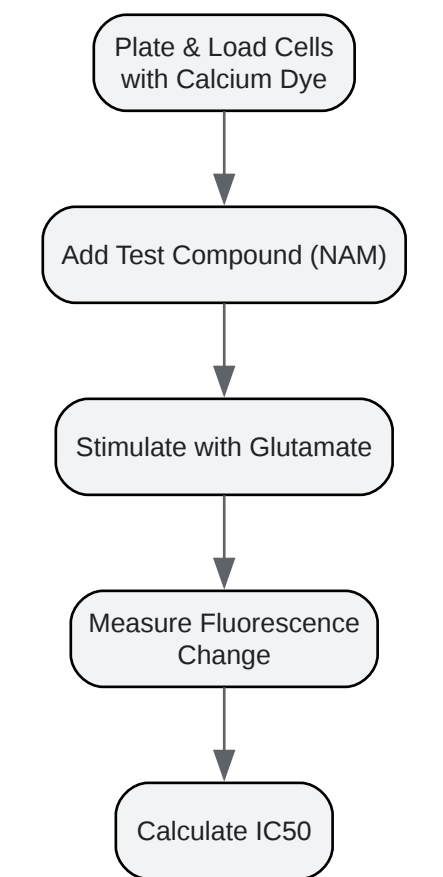 Plate & Load Cells
with Calcium Dye
Add Test Compound (NAM)
Stimulate with Glutamate
Measure Fluorescence
Change
Calculate IC50